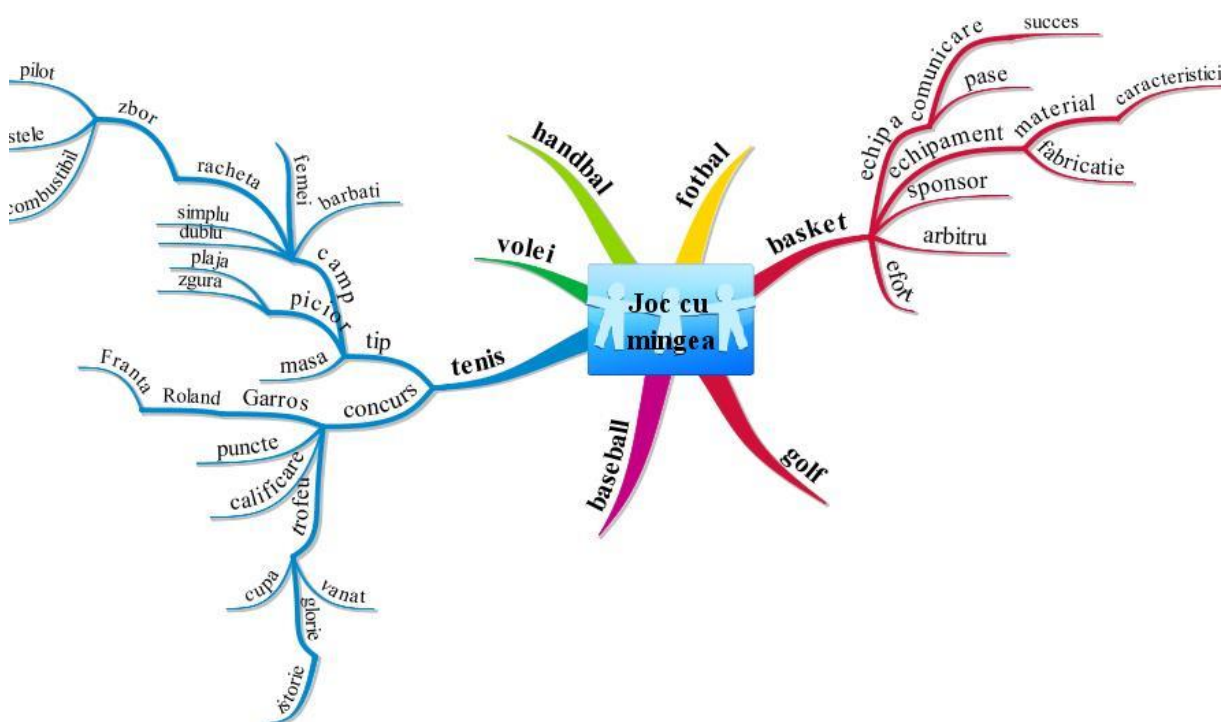 Joc cu
mingea
handbal
volei
fotbal
basket
echipa
comunicare
succes
pase
echipament
material
caracteristici
fabricatie
sponsor
arbitru
efort
golf
baseball
tenis
tip
camp
femei
barbati
racheta
zbor
pilot
stele
combustibil
simplu
dublu
picior
plaja
zgura
masa
concurs
Roland Garros
Franta
puncte
calificare
trofeu
cupa
vanat
glorie
istorie